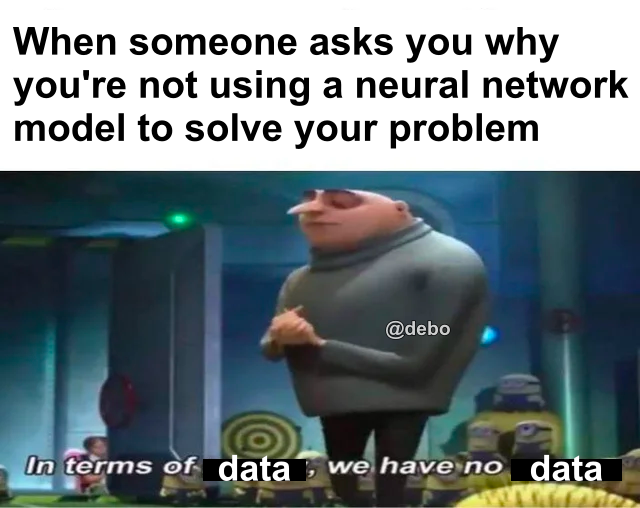 When someone asks you why
you're not using a neural network
model to solve your problem
@debo
In terms of data, we have no data